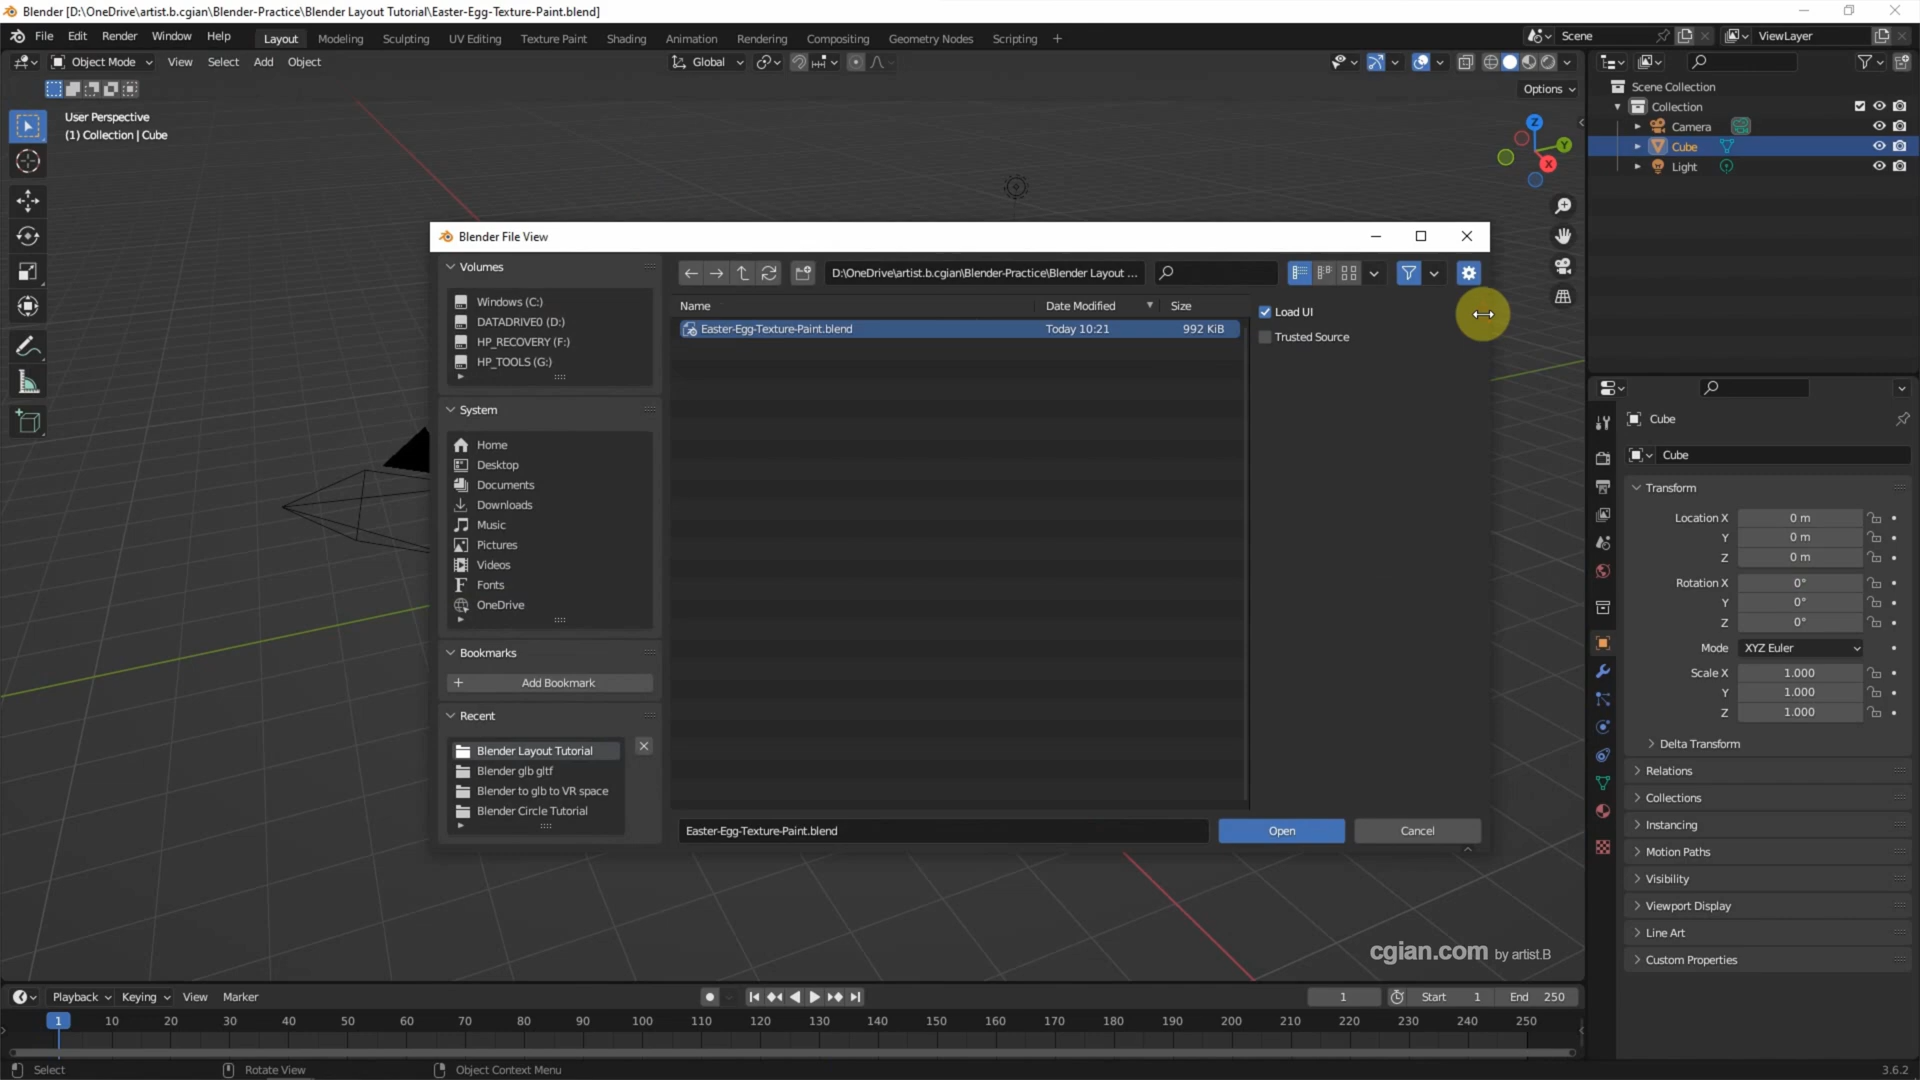 Blender [D:\OneDrive\artist.b.cgian\Blender-Practice\Blender Layout Tutorial\Easter-Egg-Texture-Paint.blend]
File Edit Render Window Help Layout Modeling Sculpting UV Editing Texture Paint Shading Animation Rendering Compositing Geometry Nodes Scripting + Scene ViewLayer
Object Mode View Select Add Object Global
Options
User Perspective
(1) Collection | Cube
Z
Y
X
Scene Collection
Collection
Camera
Cube
Light
Blender File View
Volumes
Windows (C:)
DATADRIVE0 (D:)
HP_RECOVERY (F:)
HP_TOOLS (G:)
System
Home
Desktop
Documents
Downloads
Music
Pictures
Videos
Fonts
OneDrive
Bookmarks
+ Add Bookmark
Recent
Blender Layout Tutorial
Blender glb gltf
Blender to glb to VR space
Blender Circle Tutorial
D:\OneDrive\artist.b.cgian\Blender-Practice\Blender Layout ...
Name Date Modified Size
Easter-Egg-Texture-Paint.blend Today 10:21 992 KiB
Load UI
Trusted Source
Easter-Egg-Texture-Paint.blend Open Cancel
Cube
Cube
Transform
Location X 0 m
Y 0 m
Z 0 m
Rotation X 0°
Y 0°
Z 0°
Mode XYZ Euler
Scale X 1.000
Y 1.000
Z 1.000
Delta Transform
Relations
Collections
Instancing
Motion Paths
Visibility
Viewport Display
Line Art
Custom Properties
cgian.com by artist.B
Playback Keying View Marker 1 Start 1 End 250
1 10 20 30 40 50 60 70 80 90 100 110 120 130 140 150 160 170 180 190 200 210 220 230 240 250
Select Rotate View Object Context Menu 3.6.2